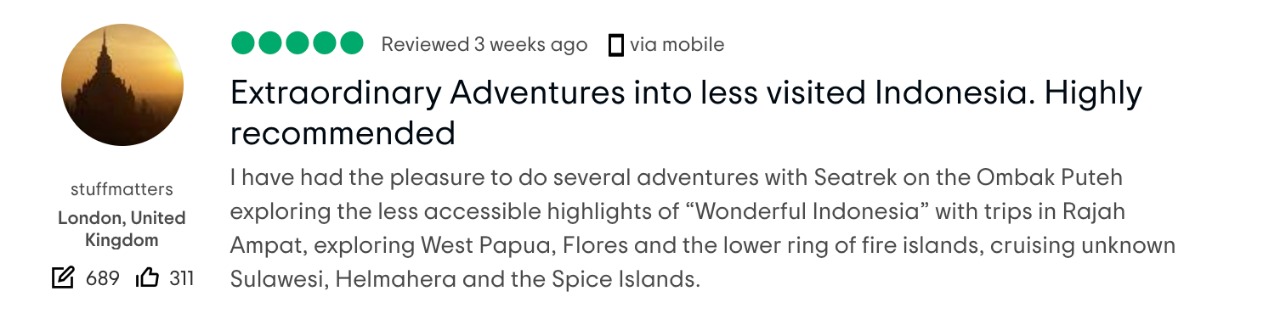 Reviewed 3 weeks ago via mobile
Extraordinary Adventures into less visited Indonesia. Highly
recommended
I have had the pleasure to do several adventures with Seatrek on the Ombak Puteh
exploring the less accessible highlights of “Wonderful Indonesia” with trips in Rajah
Ampat, exploring West Papua, Flores and the lower ring of fire islands, cruising unknown
Sulawesi, Helmahera and the Spice Islands.
stuffmatters
London, United
Kingdom
689 311